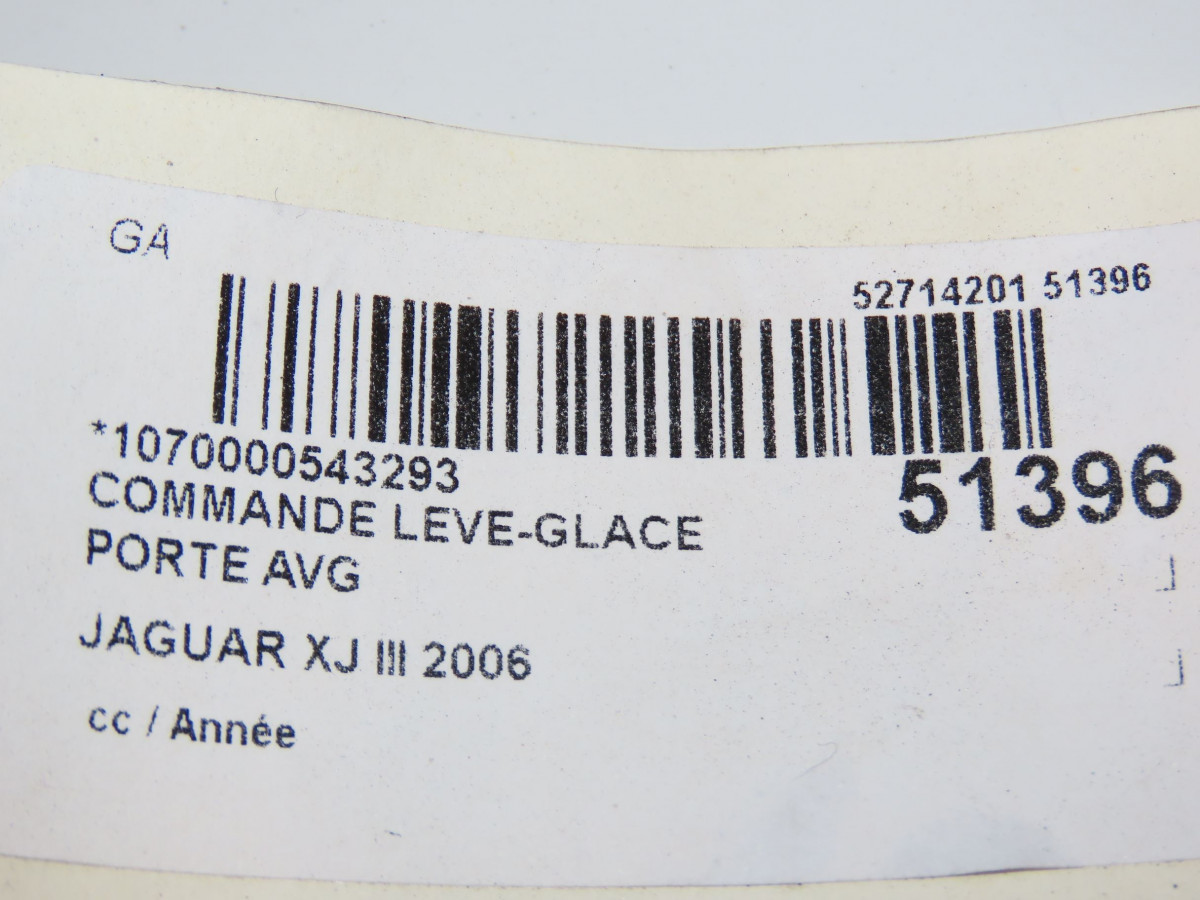 GA
52714201 51396
*1070000543293
51396
COMMANDE LEVE-GLACE
PORTE AVG
JAGUAR XJ III 2006
cc / Année